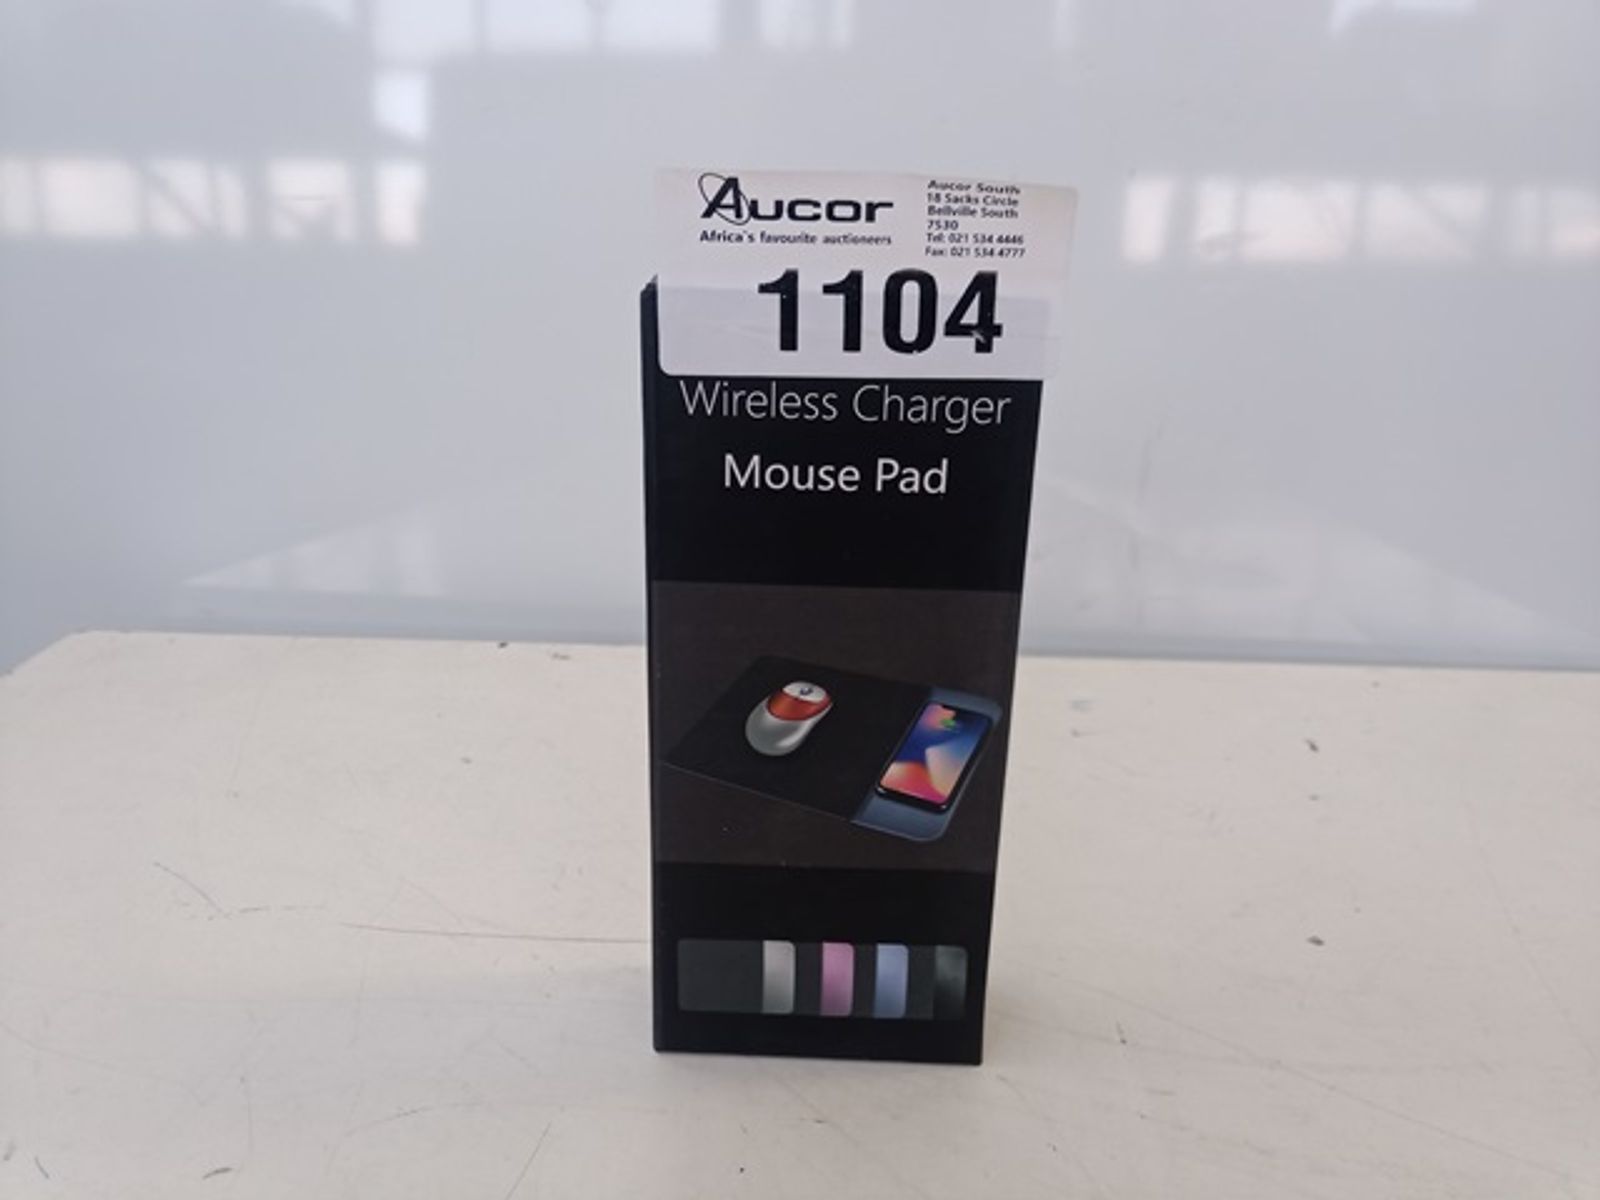 Aucor
Africa's favourite auctioneers
Aucor South
18 Sacks Circle
Bellville South
7530
Tel: 021 534 4446
Fax: 021 534 4777
1104
Wireless Charger
Mouse Pad